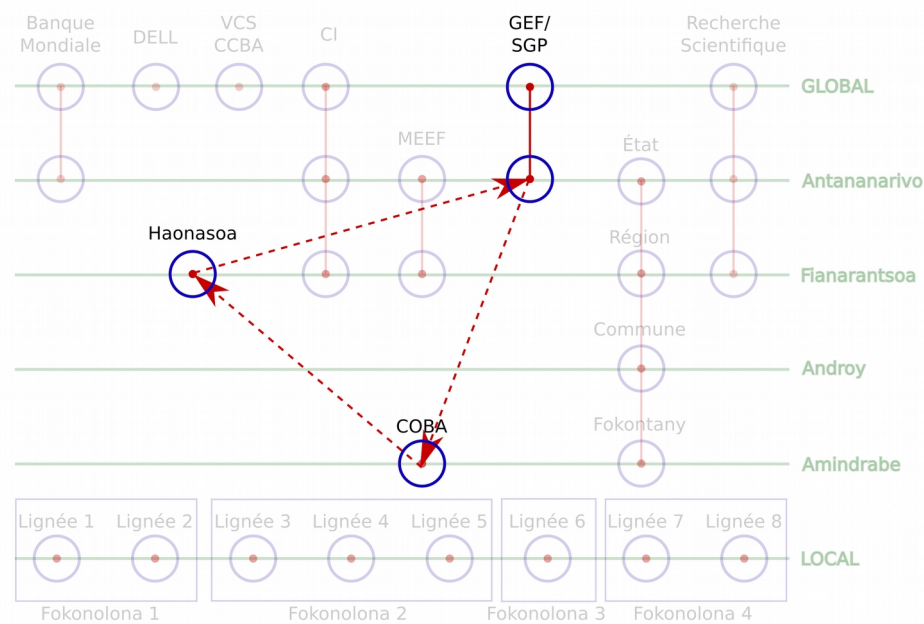 Banque
Mondiale
DELL
VCS
CCBA
CI
GEF/
SGP
Recherche
Scientifique
GLOBAL
MEEF
État
Antananarivo
Haonasoa
Région
Fianarantsoa
Commune
Androy
COBA
Fokontany
Amindrabe
Lignée 1
Lignée 2
Lignée 3
Lignée 4
Lignée 5
Lignée 6
Lignée 7
Lignée 8
LOCAL
Fokonolona 1
Fokonolona 2
Fokonolona 3
Fokonolona 4